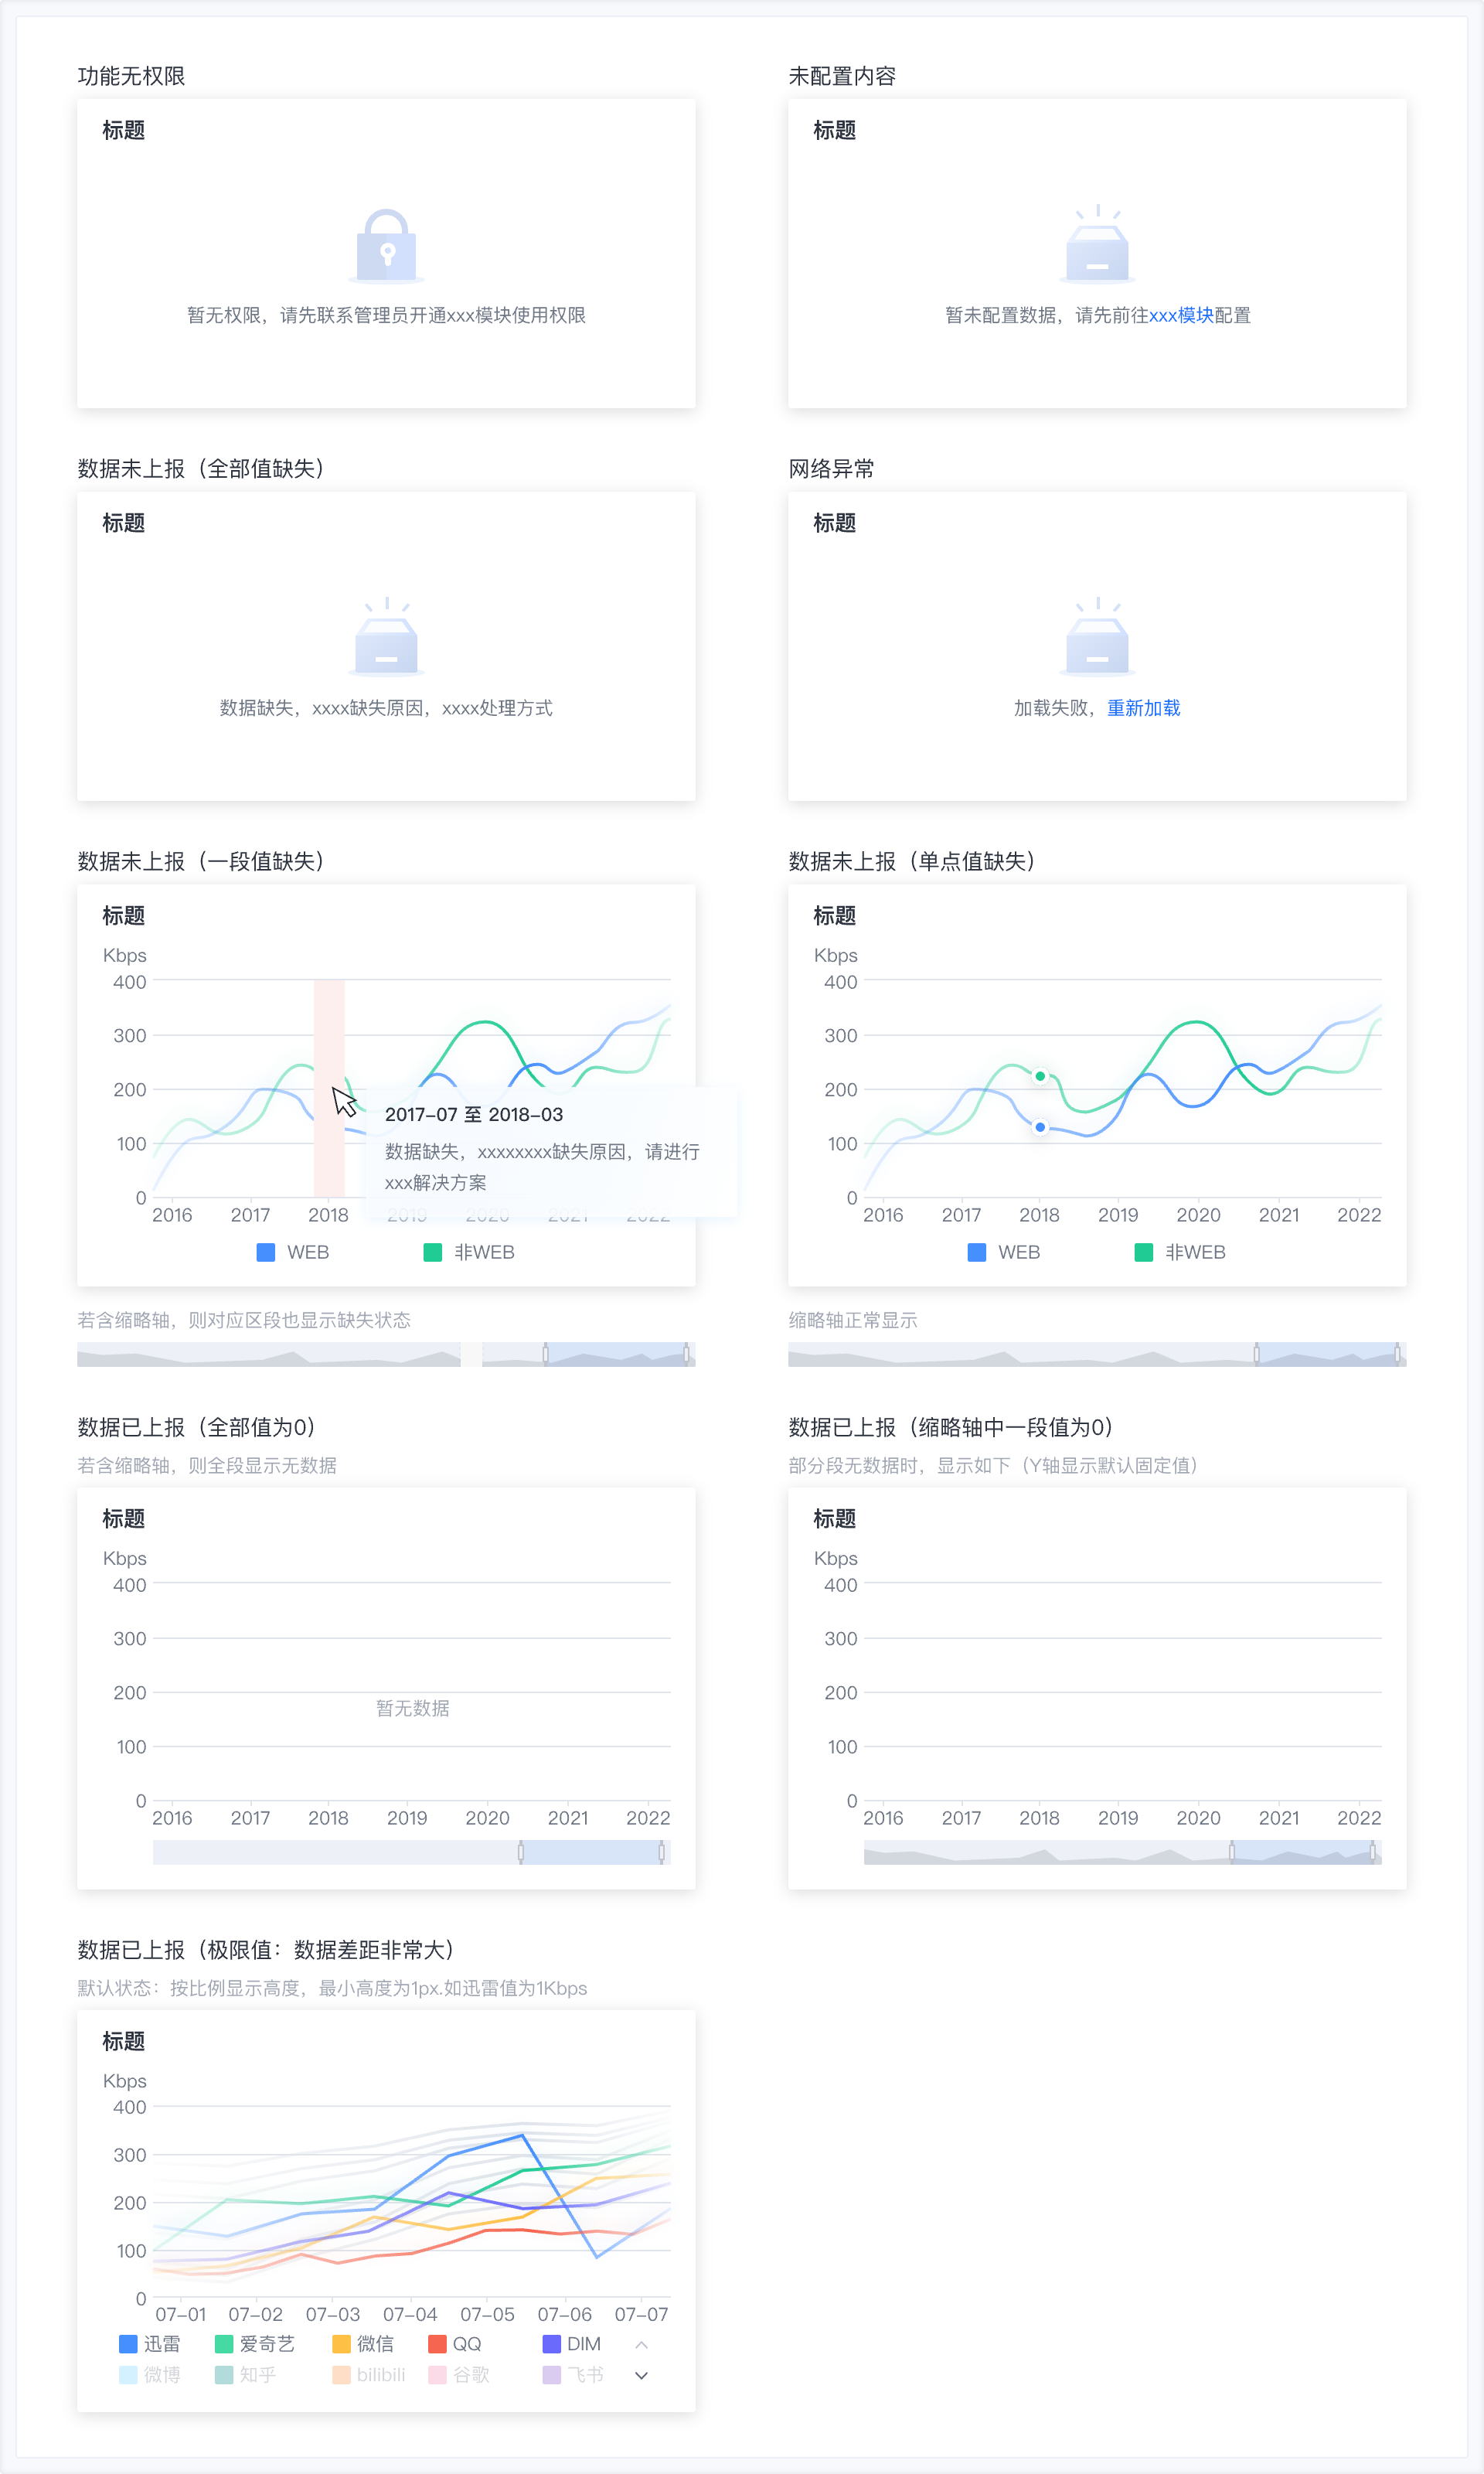 功能无权限
标题
暂无权限，请先联系管理员开通xxx模块使用权限
未配置内容
标题
暂未配置数据，请先前往xxx模块配置
数据未上报（全部值缺失）
标题
数据缺失，xxxx缺失原因，xxxx处理方式
网络异常
标题
加载失败，重新加载
数据未上报（一段值缺失）
标题
Kbps
400
300
200
100
0
2016 2017 2018 2019 2020 2021 2022
2017-07 至 2018-03
数据缺失，xxxxxxxx缺失原因，请进行
xxx解决方案
WEB 非WEB
若含缩略轴，则对应区段也显示缺失状态
数据未上报（单点值缺失）
标题
Kbps
400
300
200
100
0
2016 2017 2018 2019 2020 2021 2022
WEB 非WEB
缩略轴正常显示
数据已上报（全部值为0）
若含缩略轴，则全段显示无数据
标题
Kbps
400
300
200
暂无数据
100
0
2016 2017 2018 2019 2020 2021 2022
数据已上报（缩略轴中一段值为0）
部分段无数据时，显示如下（Y轴显示默认固定值）
标题
Kbps
400
300
200
100
0
2016 2017 2018 2019 2020 2021 2022
数据已上报（极限值：数据差距非常大）
默认状态：按比例显示高度，最小高度为1px.如迅雷值为1Kbps
标题
Kbps
400
300
200
100
0
07-01 07-02 07-03 07-04 07-05 07-06 07-07
迅雷 爱奇艺 微信 QQ DIM
微博 知乎 bilibili 谷歌 飞书